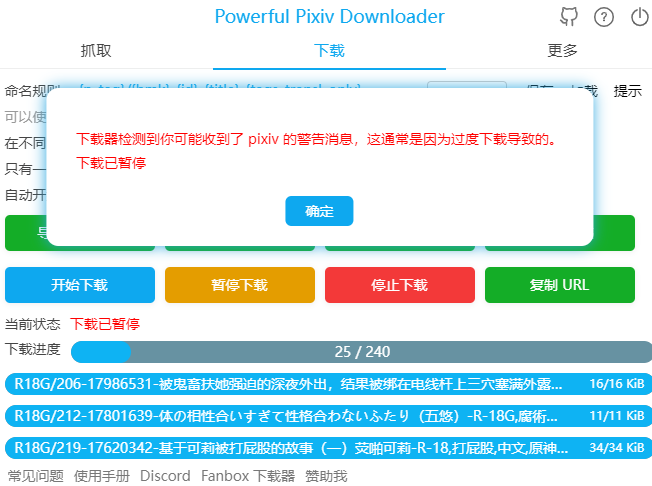 Powerful Pixiv Downloader
抓取 下载 更多
命名规则 保存 加载 提示
可以使
在不同
下载器检测到你可能收到了 pixiv 的警告消息，这通常是因为过度下载导致的。
下载已暂停
只有一
自动开
确定
开始下载 暂停下载 停止下载 复制 URL
当前状态 下载已暂停
下载进度 25 / 240
R18G/206-17986531-被鬼畜扶她强迫的深夜外出，结果被绑在电线杆上三穴塞满外露... 16/16 KiB
R18G/212-17801639-体の相性合いすぎて性格合わないふたり（五悠）-R-18G,腐術... 11/11 KiB
R18G/219-17620342-基于可莉被打屁股的故事（一）荧啪可莉-R-18,打屁股,中文,原神... 34/34 KiB
常见问题 使用手册 Discord Fanbox 下载器 赞助我